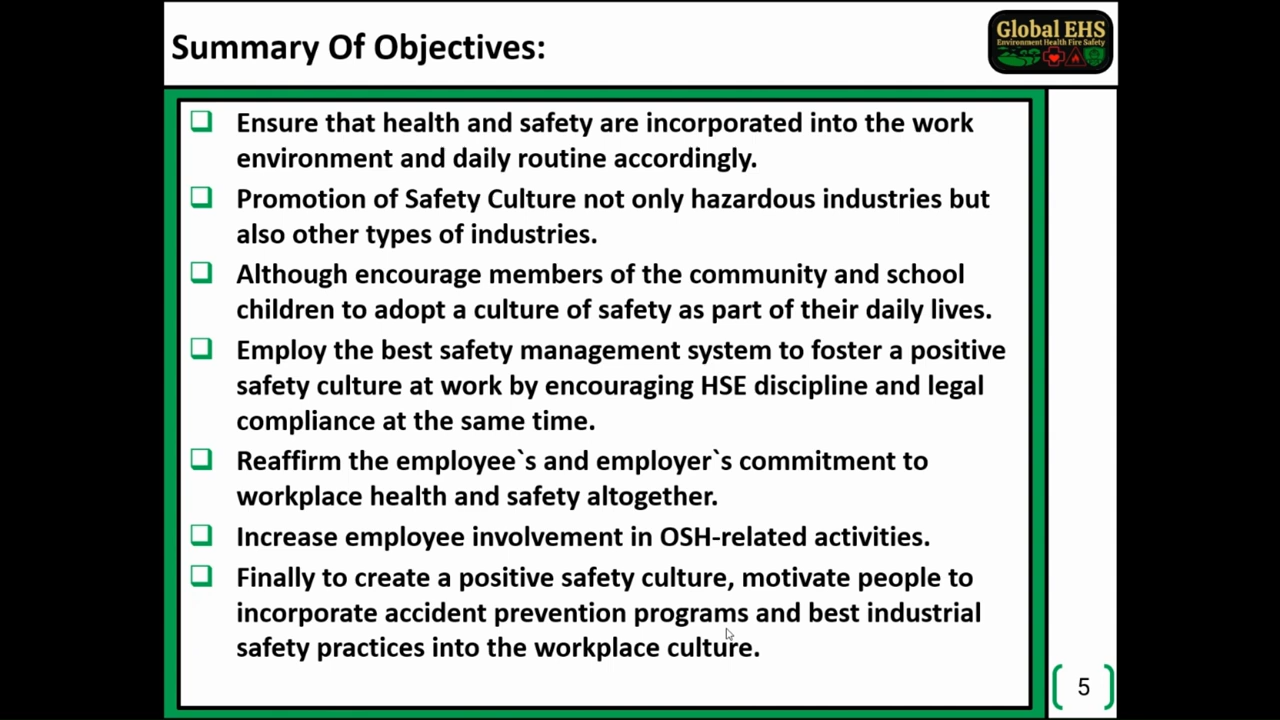 Summary Of Objectives:
Global EHS
Environment Health Fire Safety
Ensure that health and safety are incorporated into the work
environment and daily routine accordingly.
Promotion of Safety Culture not only hazardous industries but
also other types of industries.
Although encourage members of the community and school
children to adopt a culture of safety as part of their daily lives.
Employ the best safety management system to foster a positive
safety culture at work by encouraging HSE discipline and legal
compliance at the same time.
Reaffirm the employee`s and employer`s commitment to
workplace health and safety altogether.
Increase employee involvement in OSH-related activities.
Finally to create a positive safety culture, motivate people to
incorporate accident prevention programs and best industrial
safety practices into the workplace culture.
5